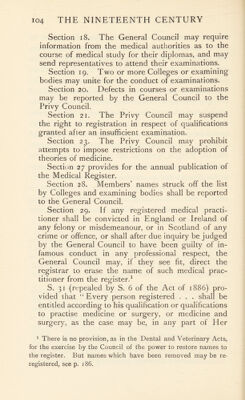 104 THE NINETEENTH CENTURY
Section 18. The General Council may require
information from the medical authorities as to the
course of medical study for their diplomas, and may
send representatives to attend their examinations.
Section 19. Two or more Colleges or examining
bodies may unite for the conduct of examinations.
Section 20. Defects in courses or examinations
may be reported by the General Council to the
Privy Council.
Section 21. The Privy Council may suspend
the right to registration in respect of qualifications
granted after an insufficient examination.
Section 23. The Privy Council may prohibit
attempts to impose restrictions on the adoption of
theories of medicine.
Section 27 provides for the annual publication of
the Medical Register.
Section 28. Members' names struck off the list
by Colleges and examining bodies shall be reported
to the General Council.
Section 29. If any registered medical practi-
tioner shall be convicted in England or Ireland of
any felony or misdemeanour, or in Scotland of any
crime or offence, or shall after due inquiry be judged
by the General Council to have been guilty of in-
famous conduct in any professional respect, the
General Council may, if they see fit, direct the
registrar to erase the name of such medical prac-
titioner from the register.¹
S. 31 (repealed by S. 6 of the Act of 1886) pro-
vided that "Every person registered . . . shall be
entitled according to his qualification or qualifications
to practise medicine or surgery, or medicine and
surgery, as the case may be, in any part of Her
¹ There is no provision, as in the Dental and Veterinary Acts,
for the exercise by the Council of the power to restore names to
the register. But names which have been removed may be re-
registered, see p. 186.